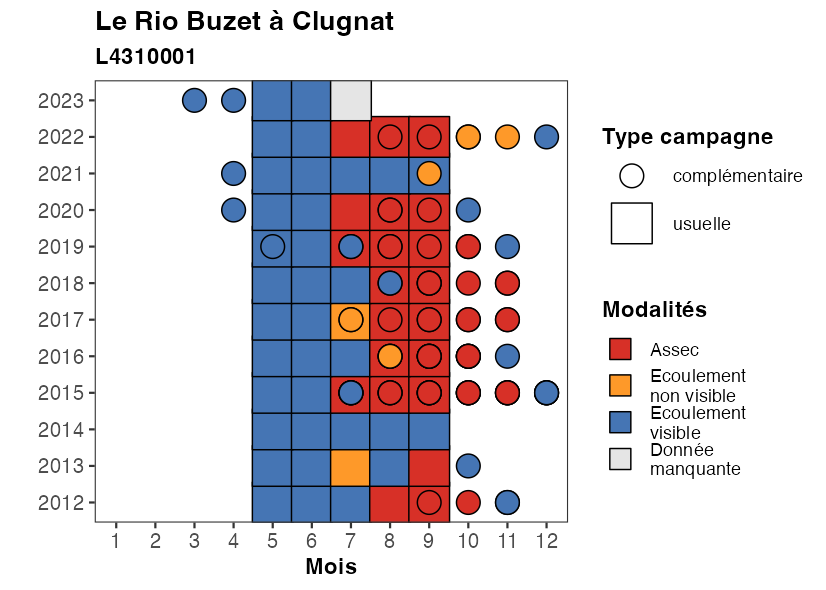 Le Rio Buzet à Clugnat
L4310001
2023
2022
2021
2020
2019
2018
2017
2016
2015
2014
2013
2012
1 2 3 4 5 6 7 8 9 10 11 12
Mois
Type campagne
complémentaire
usuelle
Modalités
Assec
Ecoulement
non visible
Ecoulement
visible
Donnée
manquante